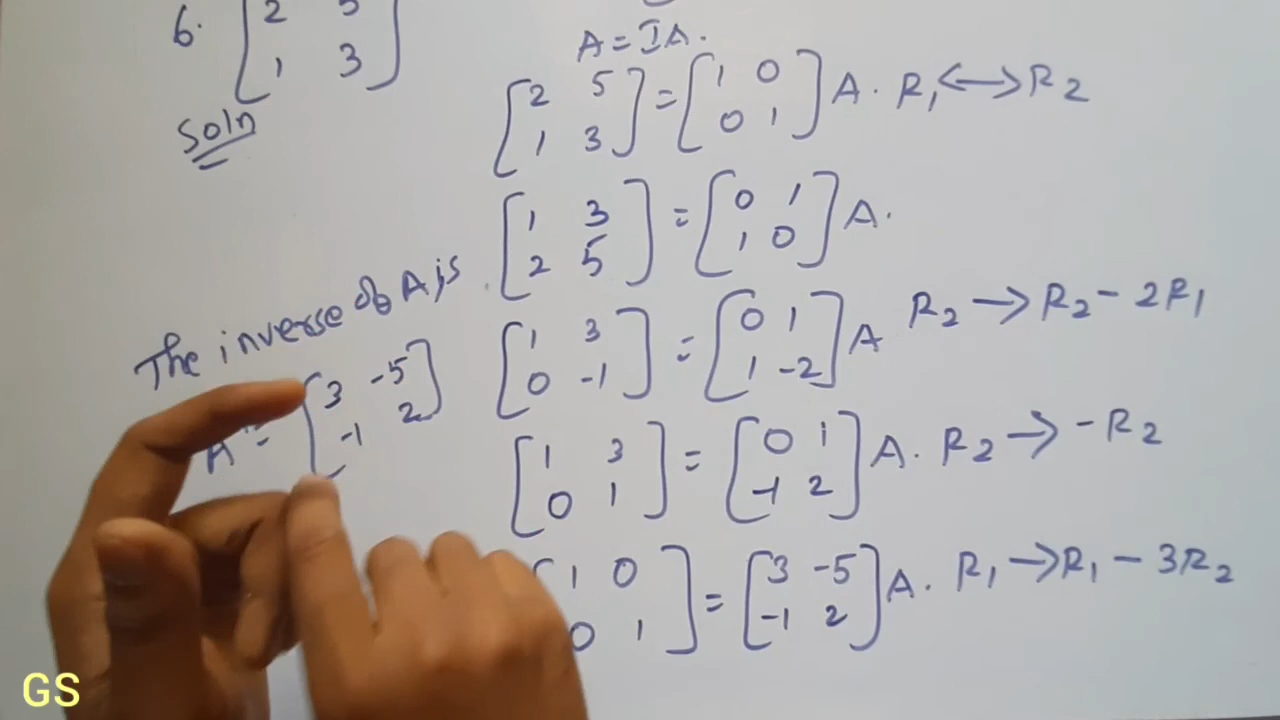 6. [2 5
1 3]
Soln
A = IA.
[2 5
1 3] = [1 0
0 1] A. R₁ ↔ R₂
[1 3
2 5] = [0 1
1 0] A.
[1 3
0 -1] = [0 1
1 -2] A R₂ → R₂ - 2R₁
[1 3
0 1] = [0 1
-1 2] A. R₂ → -R₂
[1 0
0 1] = [3 -5
-1 2] A. R₁ → R₁ - 3R₂
The inverse of A is
[3 -5
-1 2]
GS